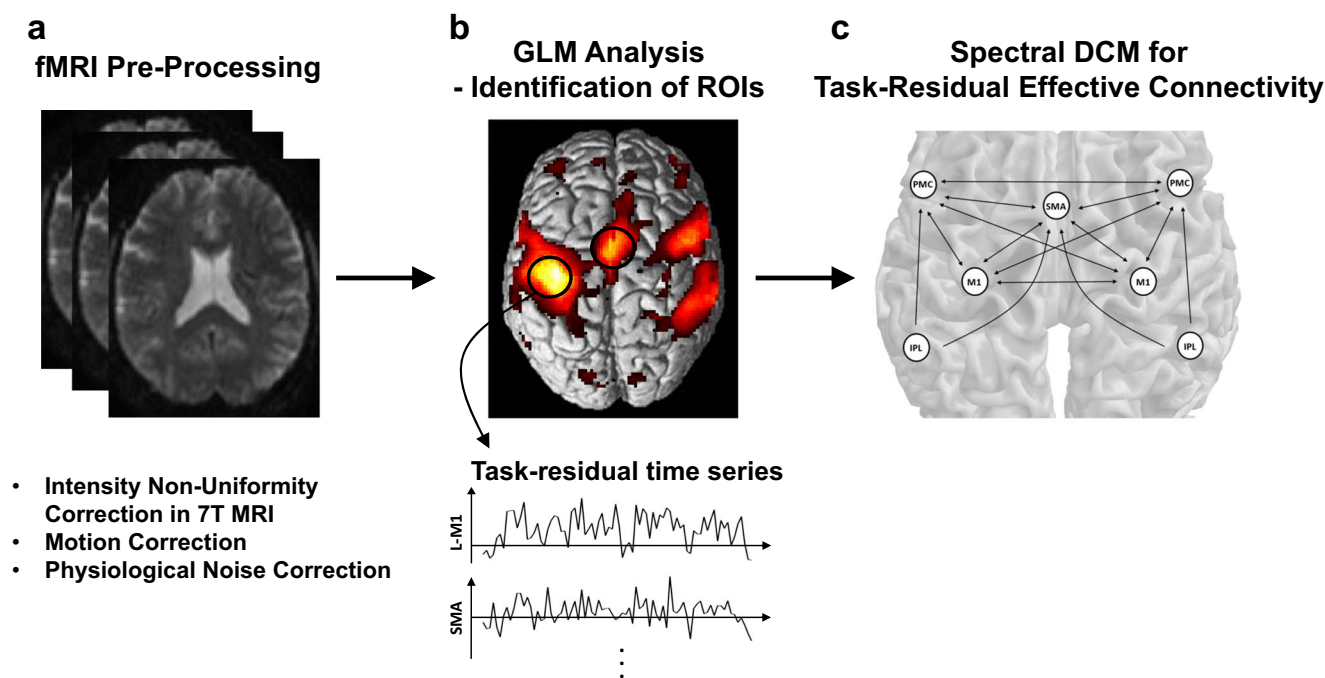 a
fMRI Pre-Processing
• Intensity Non-Uniformity
Correction in 7T MRI
• Motion Correction
• Physiological Noise Correction
b
GLM Analysis
- Identification of ROIs
Task-residual time series
L-M1
SMA
c
Spectral DCM for
Task-Residual Effective Connectivity
PMC
PMC
SMA
M1
M1
IPL
IPL